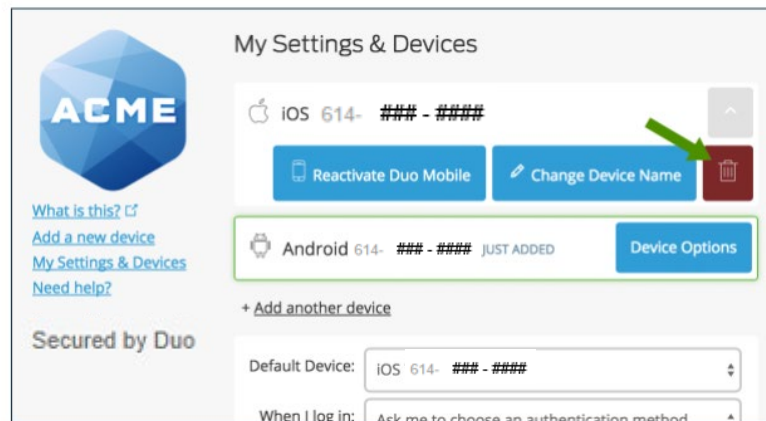 ACME
What is this?
Add a new device
My Settings & Devices
Need help?
Secured by Duo
My Settings & Devices
iOS 614- ### - ####
Reactivate Duo Mobile
Change Device Name
Android 614- ### - #### JUST ADDED
Device Options
+ Add another device
Default Device: iOS 614- ### - ####
When I log in: Ask me to choose an authentication method